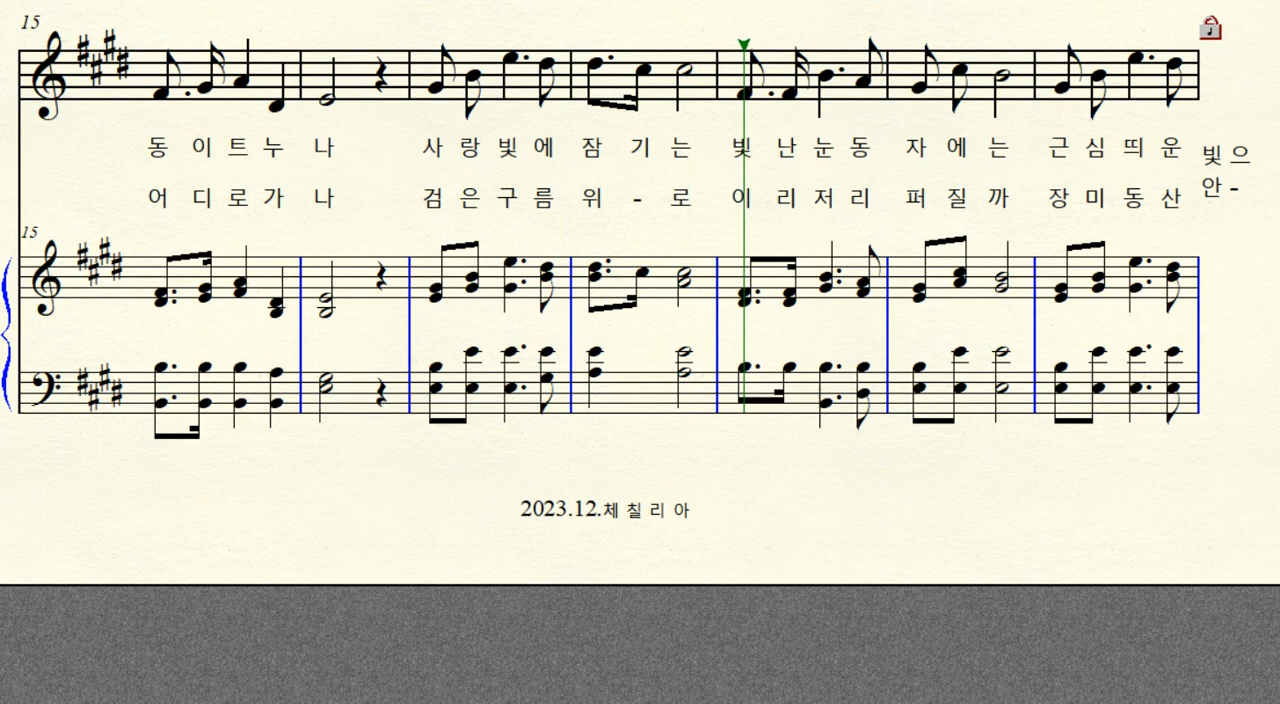 15
동 이 트 누 나 사 랑 빛 에 잠 기 는 빛 난 눈 동 자 에 는 근 심 띄 운 빛 으
어 디 로 가 나 검 은 구 름 위 - 로 이 리 저 리 퍼 질 까 장 미 동 산 안 -
15
2023.12.체 칠 리 아